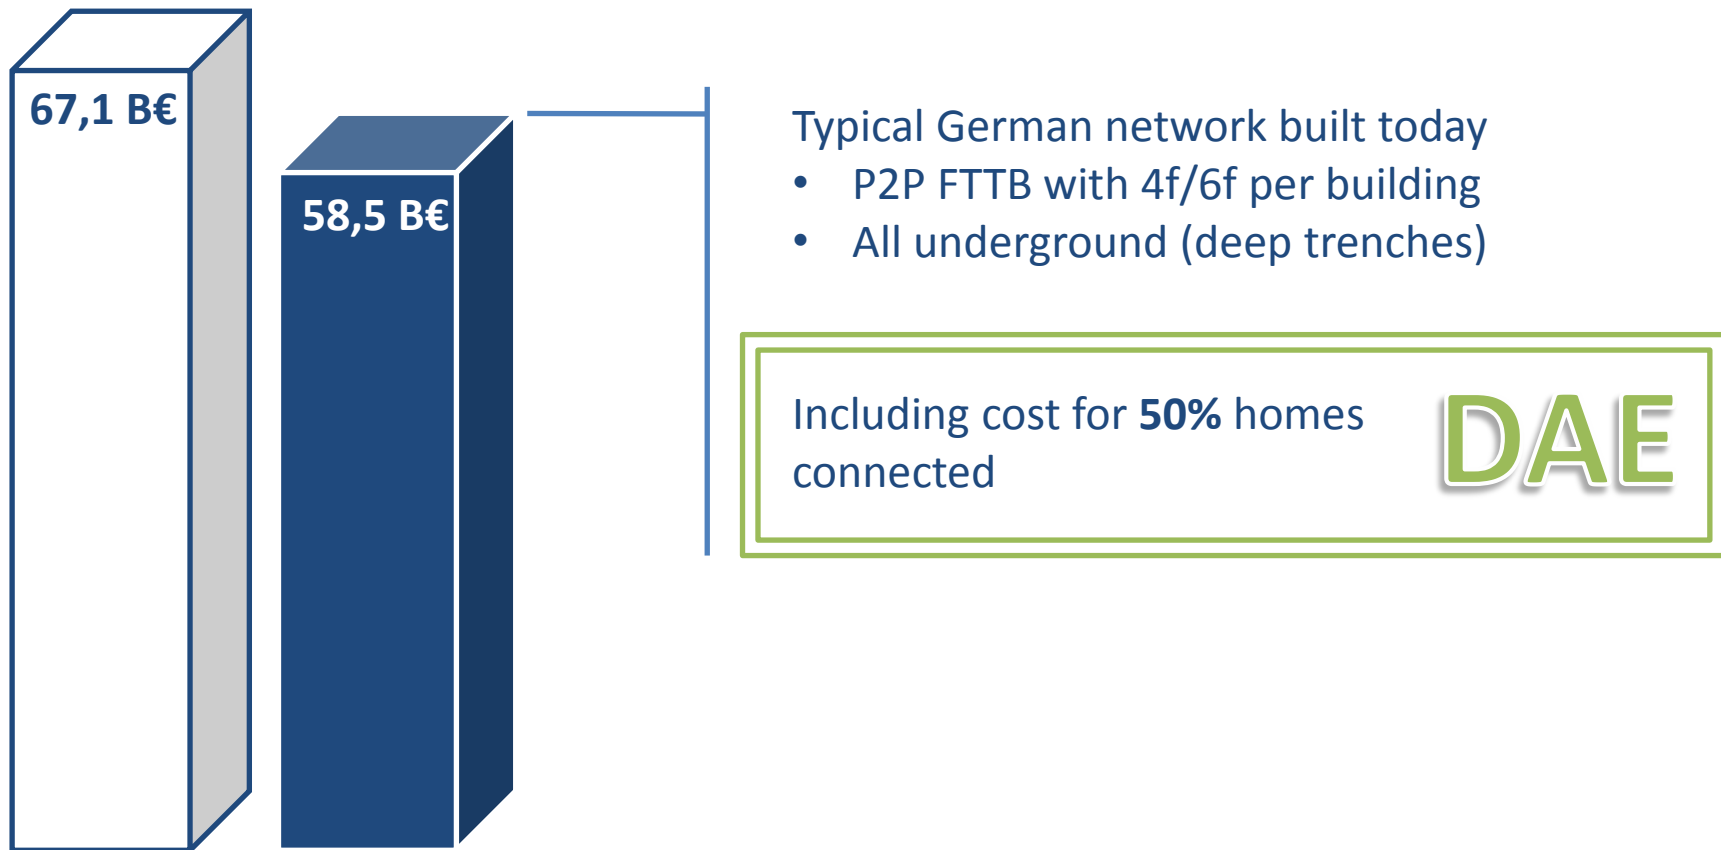 67,1 B€
58,5 B€
Typical German network built today
• P2P FTTB with 4f/6f per building
• All underground (deep trenches)
Including cost for 50% homes
connected
DAE